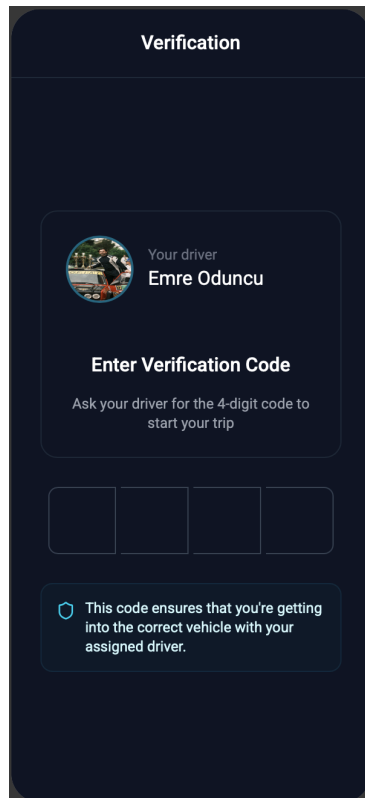 Verification
Your driver
Emre Oduncu
Enter Verification Code
Ask your driver for the 4-digit code to
start your trip
This code ensures that you're getting
into the correct vehicle with your
assigned driver.